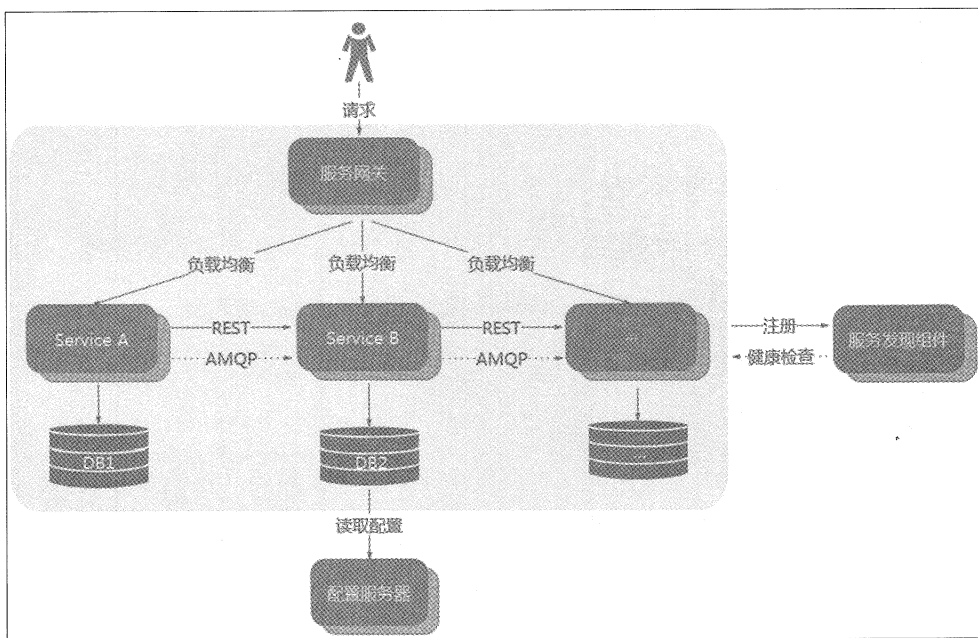 请求
服务网关
负载均衡
负载均衡
负载均衡
Service A
REST
AMQP
Service B
REST
AMQP
...
注册
健康检查
服务发现组件
DB1
DB2
...
读取配置
配置服务器